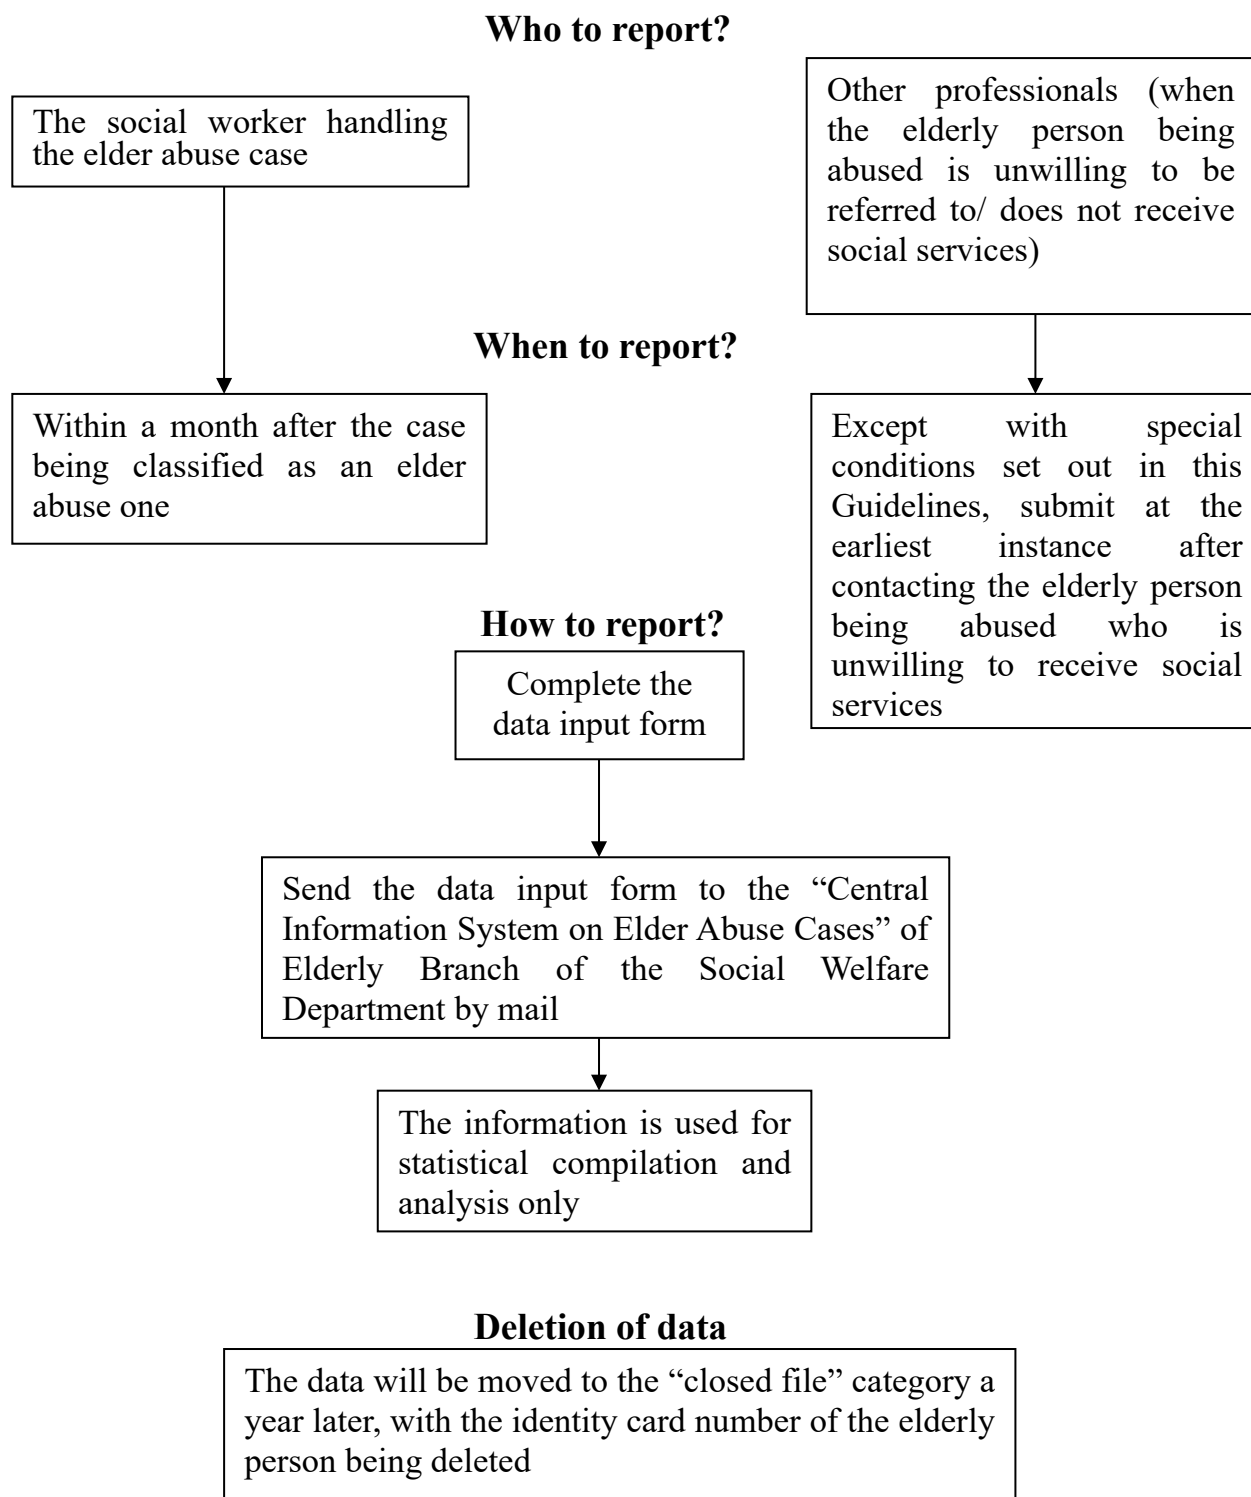 Who to report?
The social worker handling
the elder abuse case
Other professionals (when
the elderly person being
abused is unwilling to be
referred to/ does not receive
social services)
When to report?
Within a month after the case
being classified as an elder
abuse one
Except with special
conditions set out in this
Guidelines, submit at the
earliest instance after
contacting the elderly person
being abused who is
unwilling to receive social
services
How to report?
Complete the
data input form
Send the data input form to the “Central
Information System on Elder Abuse Cases” of
Elderly Branch of the Social Welfare
Department by mail
The information is used for
statistical compilation and
analysis only
Deletion of data
The data will be moved to the “closed file” category a
year later, with the identity card number of the elderly
person being deleted